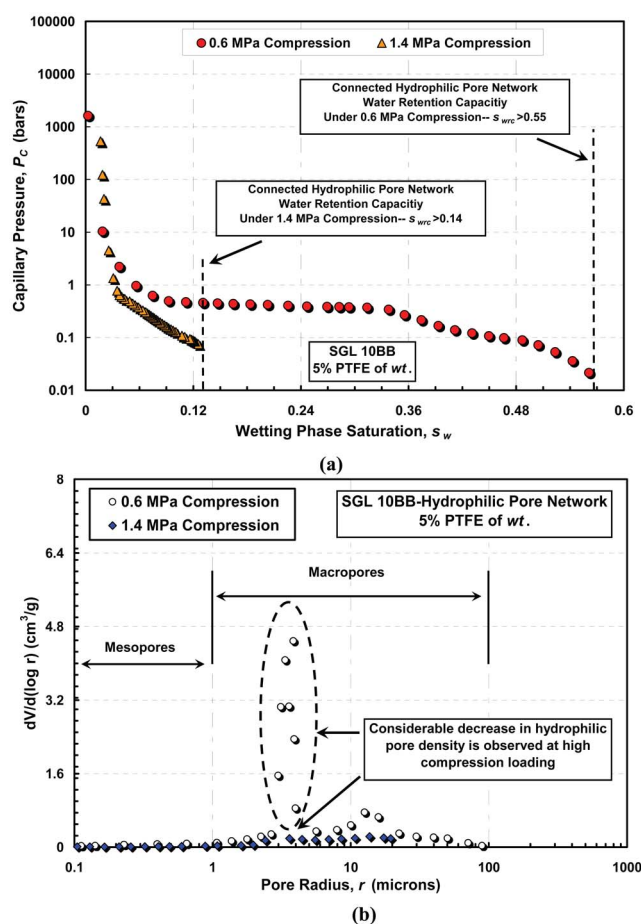 100000
10000
1000
100
10
1
0.1
0.01
Capillary Pressure, P_C (bars)
0.6 MPa Compression
1.4 MPa Compression
Connected Hydrophilic Pore Network
Water Retention Capacitiy
Under 0.6 MPa Compression-- s_wrc >0.55
Connected Hydrophilic Pore Network
Water Retention Capacitiy
Under 1.4 MPa Compression-- s_wrc >0.14
SGL 10BB
5% PTFE of wt.
0 0.12 0.24 0.36 0.48 0.6
Wetting Phase Saturation, s_w
(a)
8
6.4
4.8
3.2
1.6
0
dV/d(log r) (cm³/g)
0.6 MPa Compression
1.4 MPa Compression
SGL 10BB-Hydrophilic Pore Network
5% PTFE of wt.
Macropores
Mesopores
Considerable decrease in hydrophilic
pore density is observed at high
compression loading
0.1 1 10 100 1000
Pore Radius, r (microns)
(b)